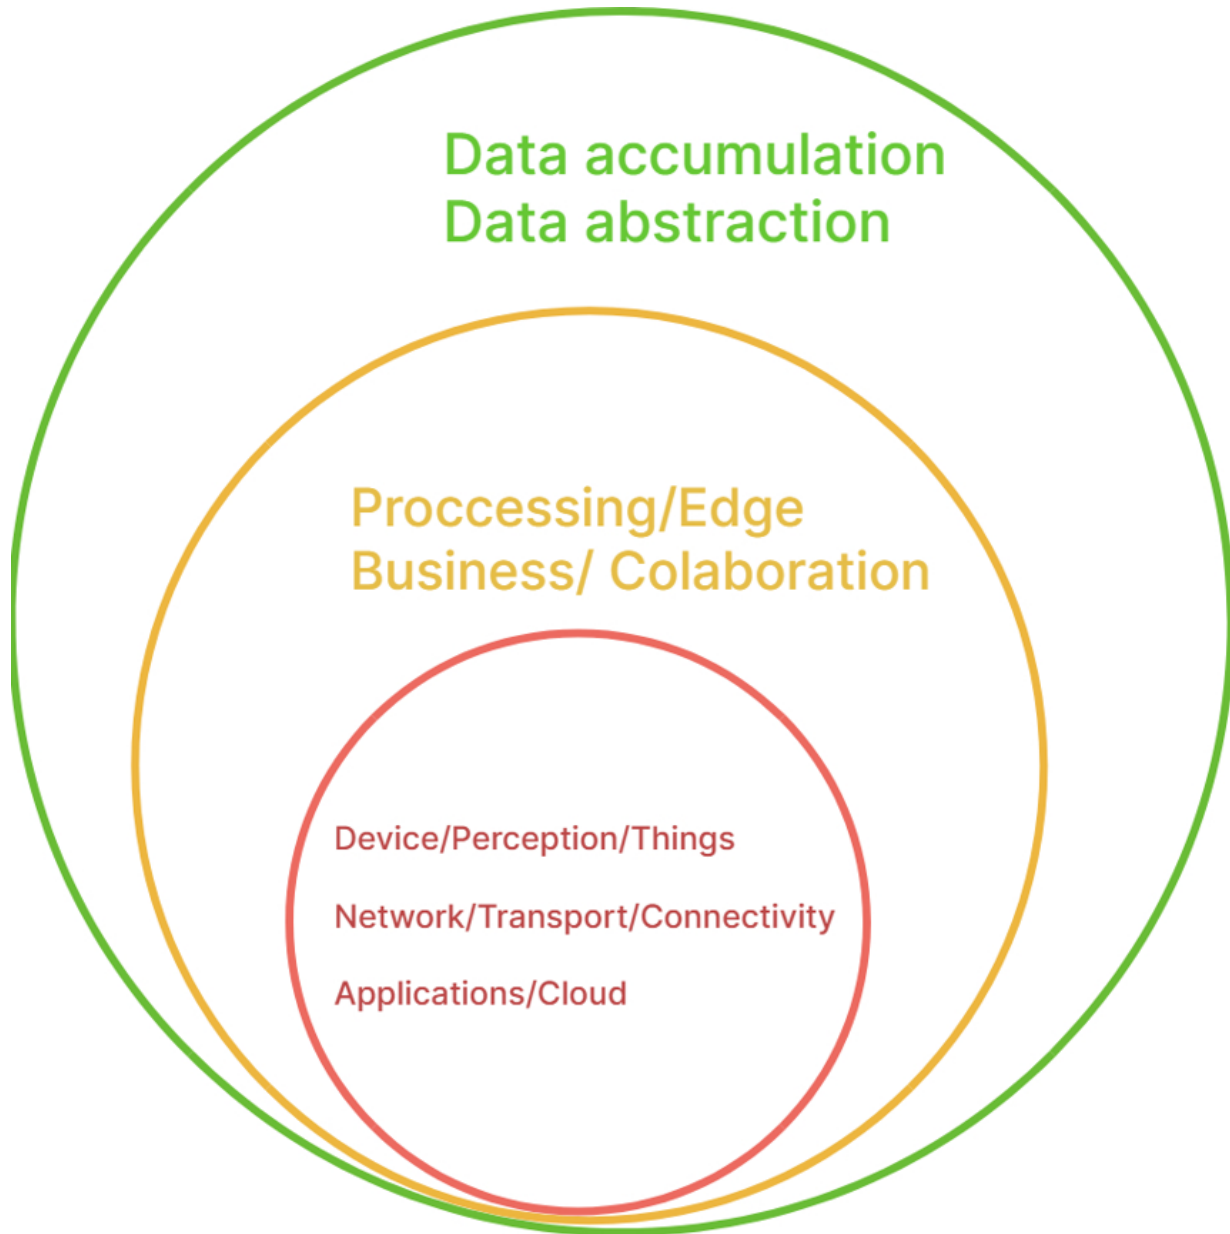 Data accumulation
Data abstraction
Proccessing/Edge
Business/ Colaboration
Device/Perception/Things
Network/Transport/Connectivity
Applications/Cloud